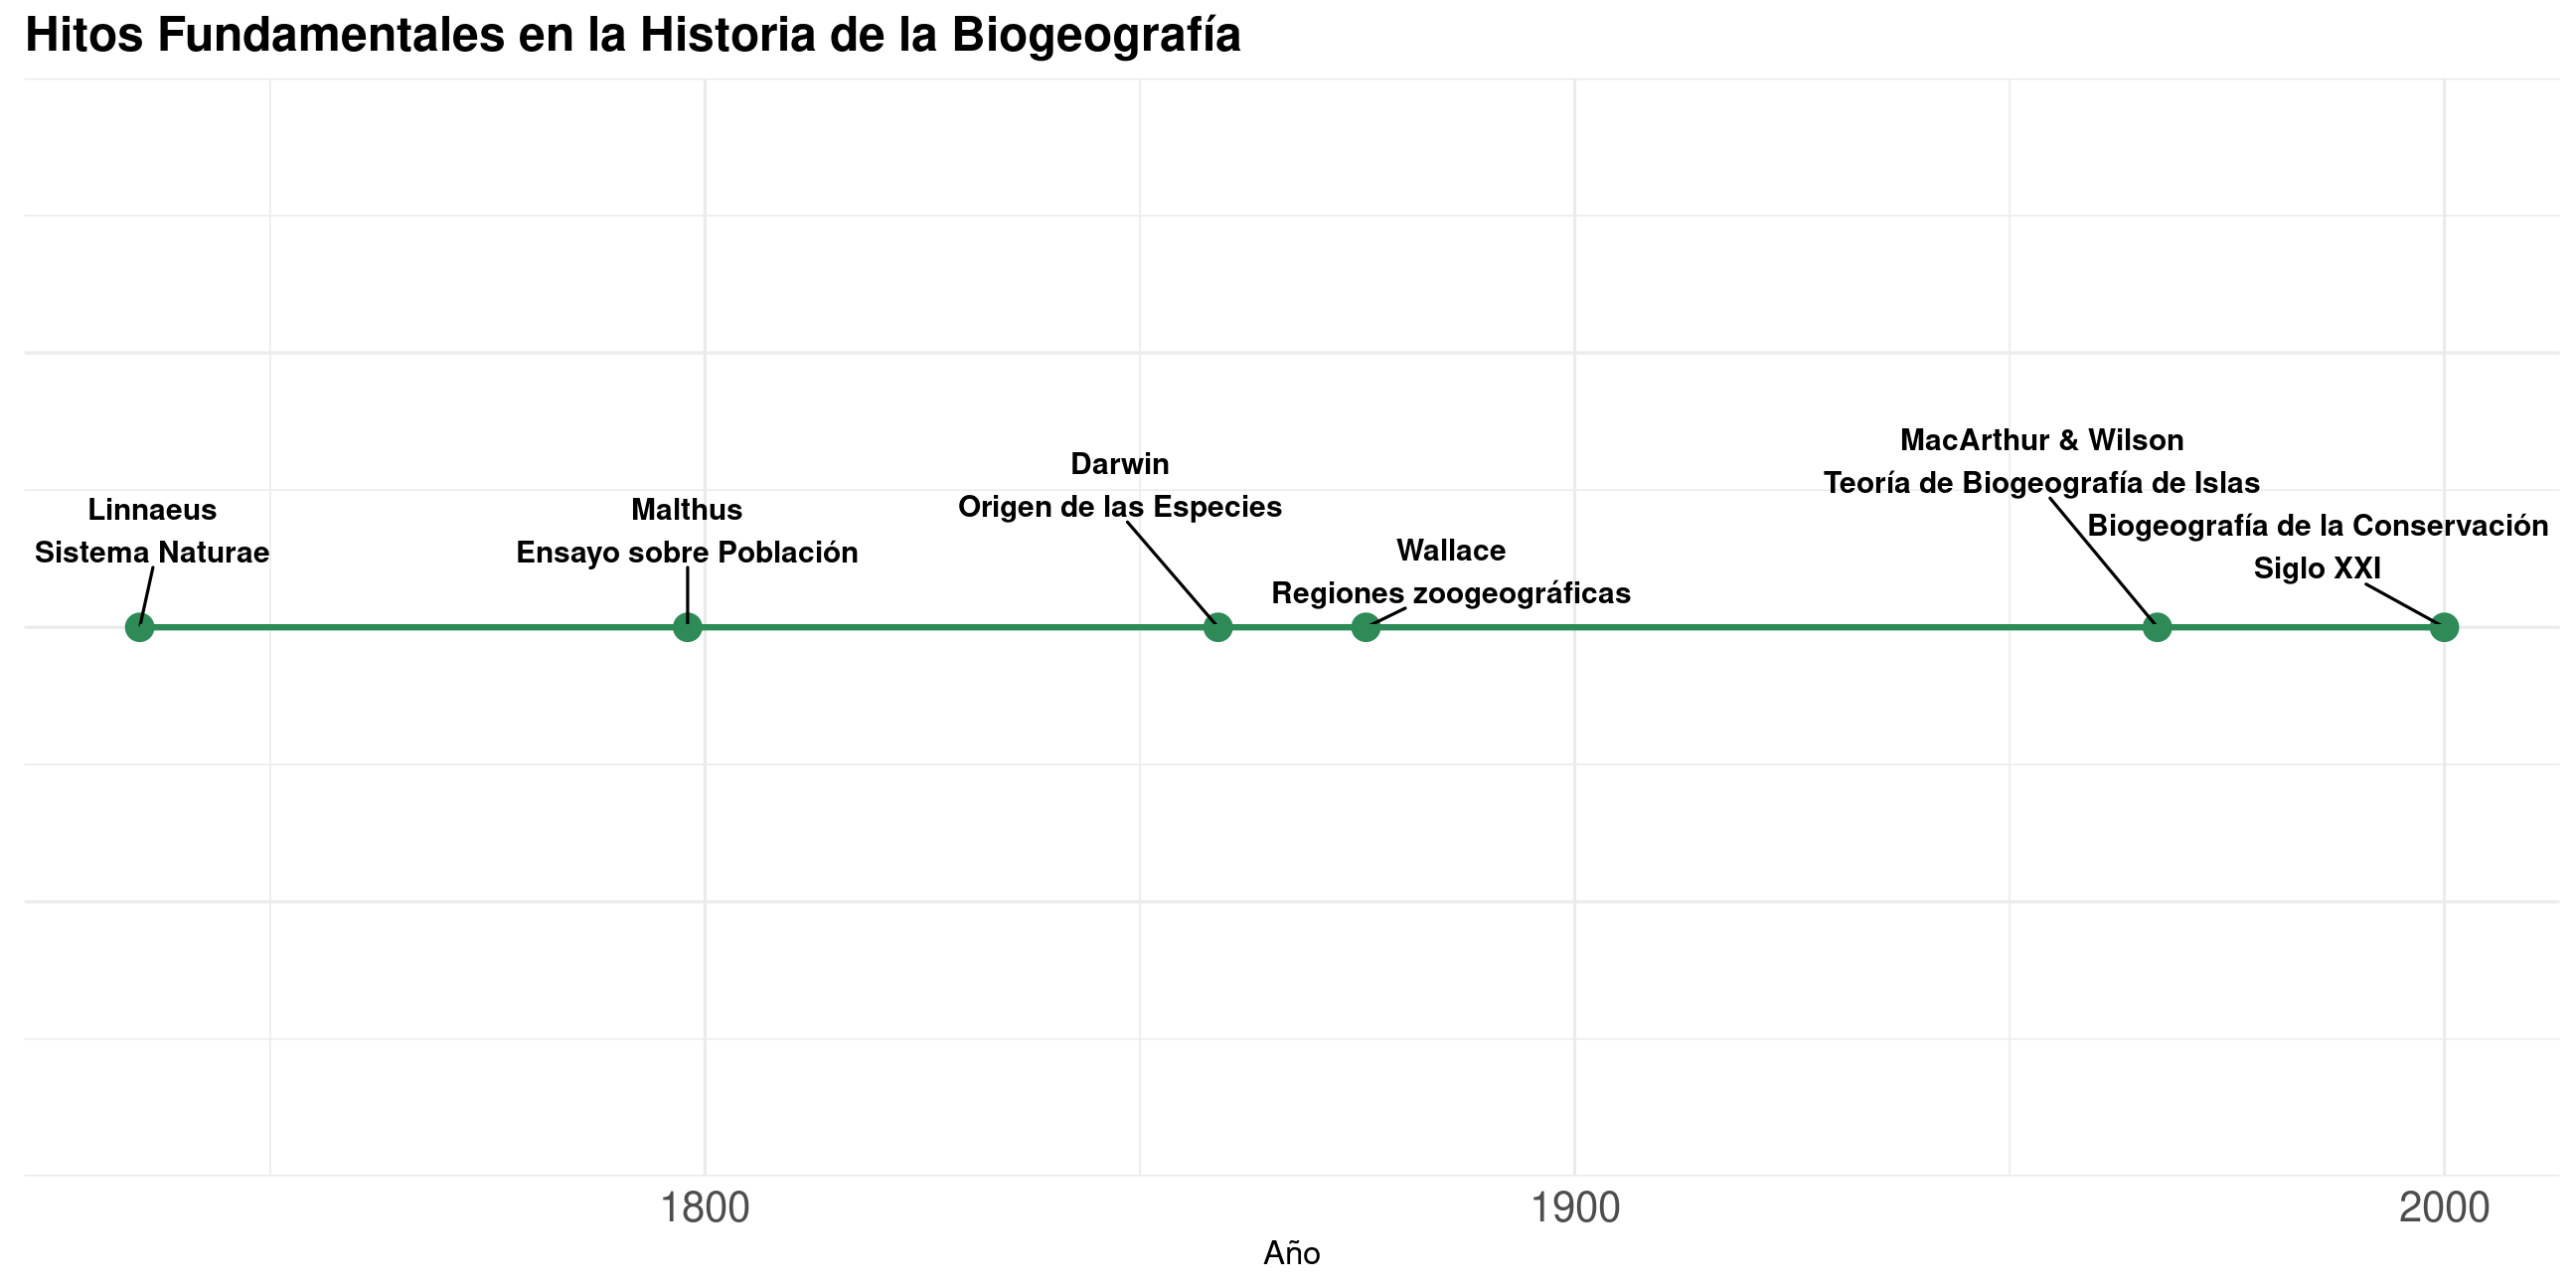 Hitos Fundamentales en la Historia de la Biogeografía
Linnaeus
Sistema Naturae
Malthus
Ensayo sobre Población
Darwin
Origen de las Especies
Wallace
Regiones zoogeográficas
MacArthur & Wilson
Teoría de Biogeografía de Islas
Biogeografía de la Conservación
Siglo XXI
1800
1900
2000
Año